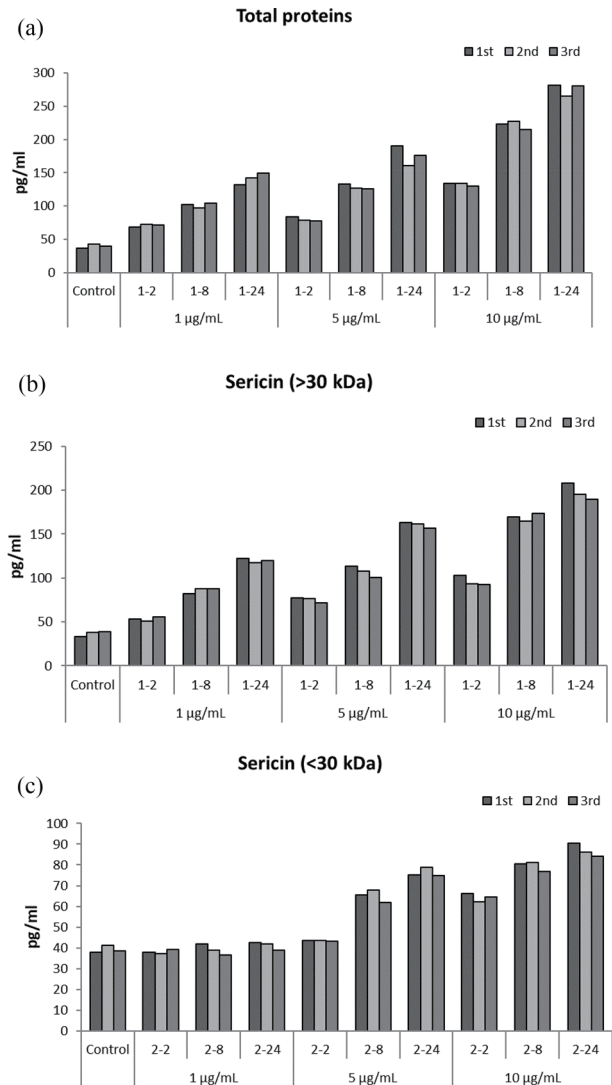 (a)
Total proteins
1st 2nd 3rd
300
250
200
150
100
50
0
pg/ml
Control 1-2 1-8 1-24 1-2 1-8 1-24 1-2 1-8 1-24
1 µg/mL 5 µg/mL 10 µg/mL
(b)
Sericin (>30 kDa)
1st 2nd 3rd
250
200
150
100
50
0
pg/ml
Control 1-2 1-8 1-24 1-2 1-8 1-24 1-2 1-8 1-24
1 µg/mL 5 µg/mL 10 µg/mL
Sericin (<30 kDa)
(c)
1st 2nd 3rd
100
90
80
70
60
50
40
30
20
10
0
pg/ml
Control 2-2 2-8 2-24 2-2 2-8 2-24 2-2 2-8 2-24
1 µg/mL 5 µg/mL 10 µg/mL